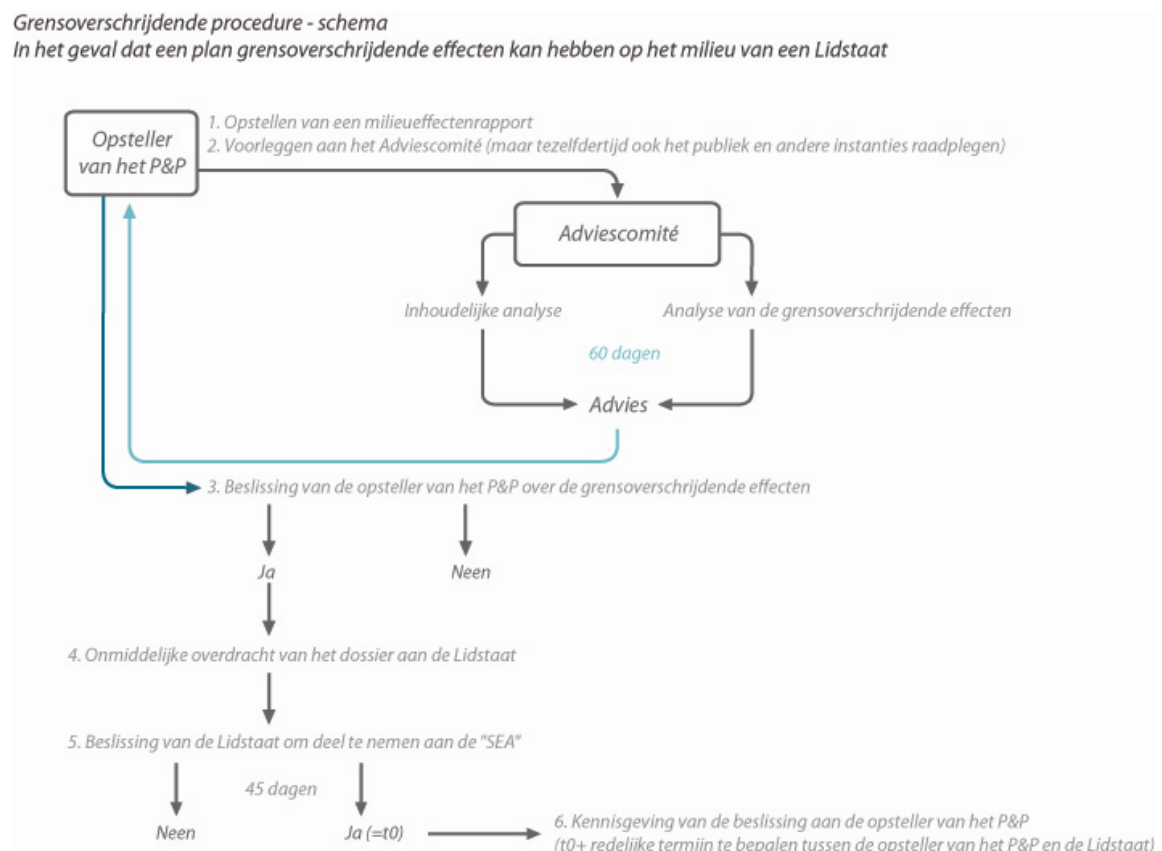 Grensoverschrijdende procedure - schema
In het geval dat een plan grensoverschrijdende effecten kan hebben op het milieu van een Lidstaat
Opsteller
van het P&P
1. Opstellen van een milieueffectenrapport
2. Voorleggen aan het Adviescomité (maar tezelfdertijd ook het publiek en andere instanties raadplegen)
Adviescomité
Inhoudelijke analyse
Analyse van de grensoverschrijdende effecten
60 dagen
Advies
3. Beslissing van de opsteller van het P&P over de grensoverschrijdende effecten
Ja
Neen
4. Onmiddelijke overdracht van het dossier aan de Lidstaat
5. Beslissing van de Lidstaat om deel te nemen aan de "SEA"
45 dagen
Neen
Ja (=t0)
6. Kennisgeving van de beslissing aan de opsteller van het P&P
(t0+ redelijke termijn te bepalen tussen de opsteller van het P&P en de Lidstaat)